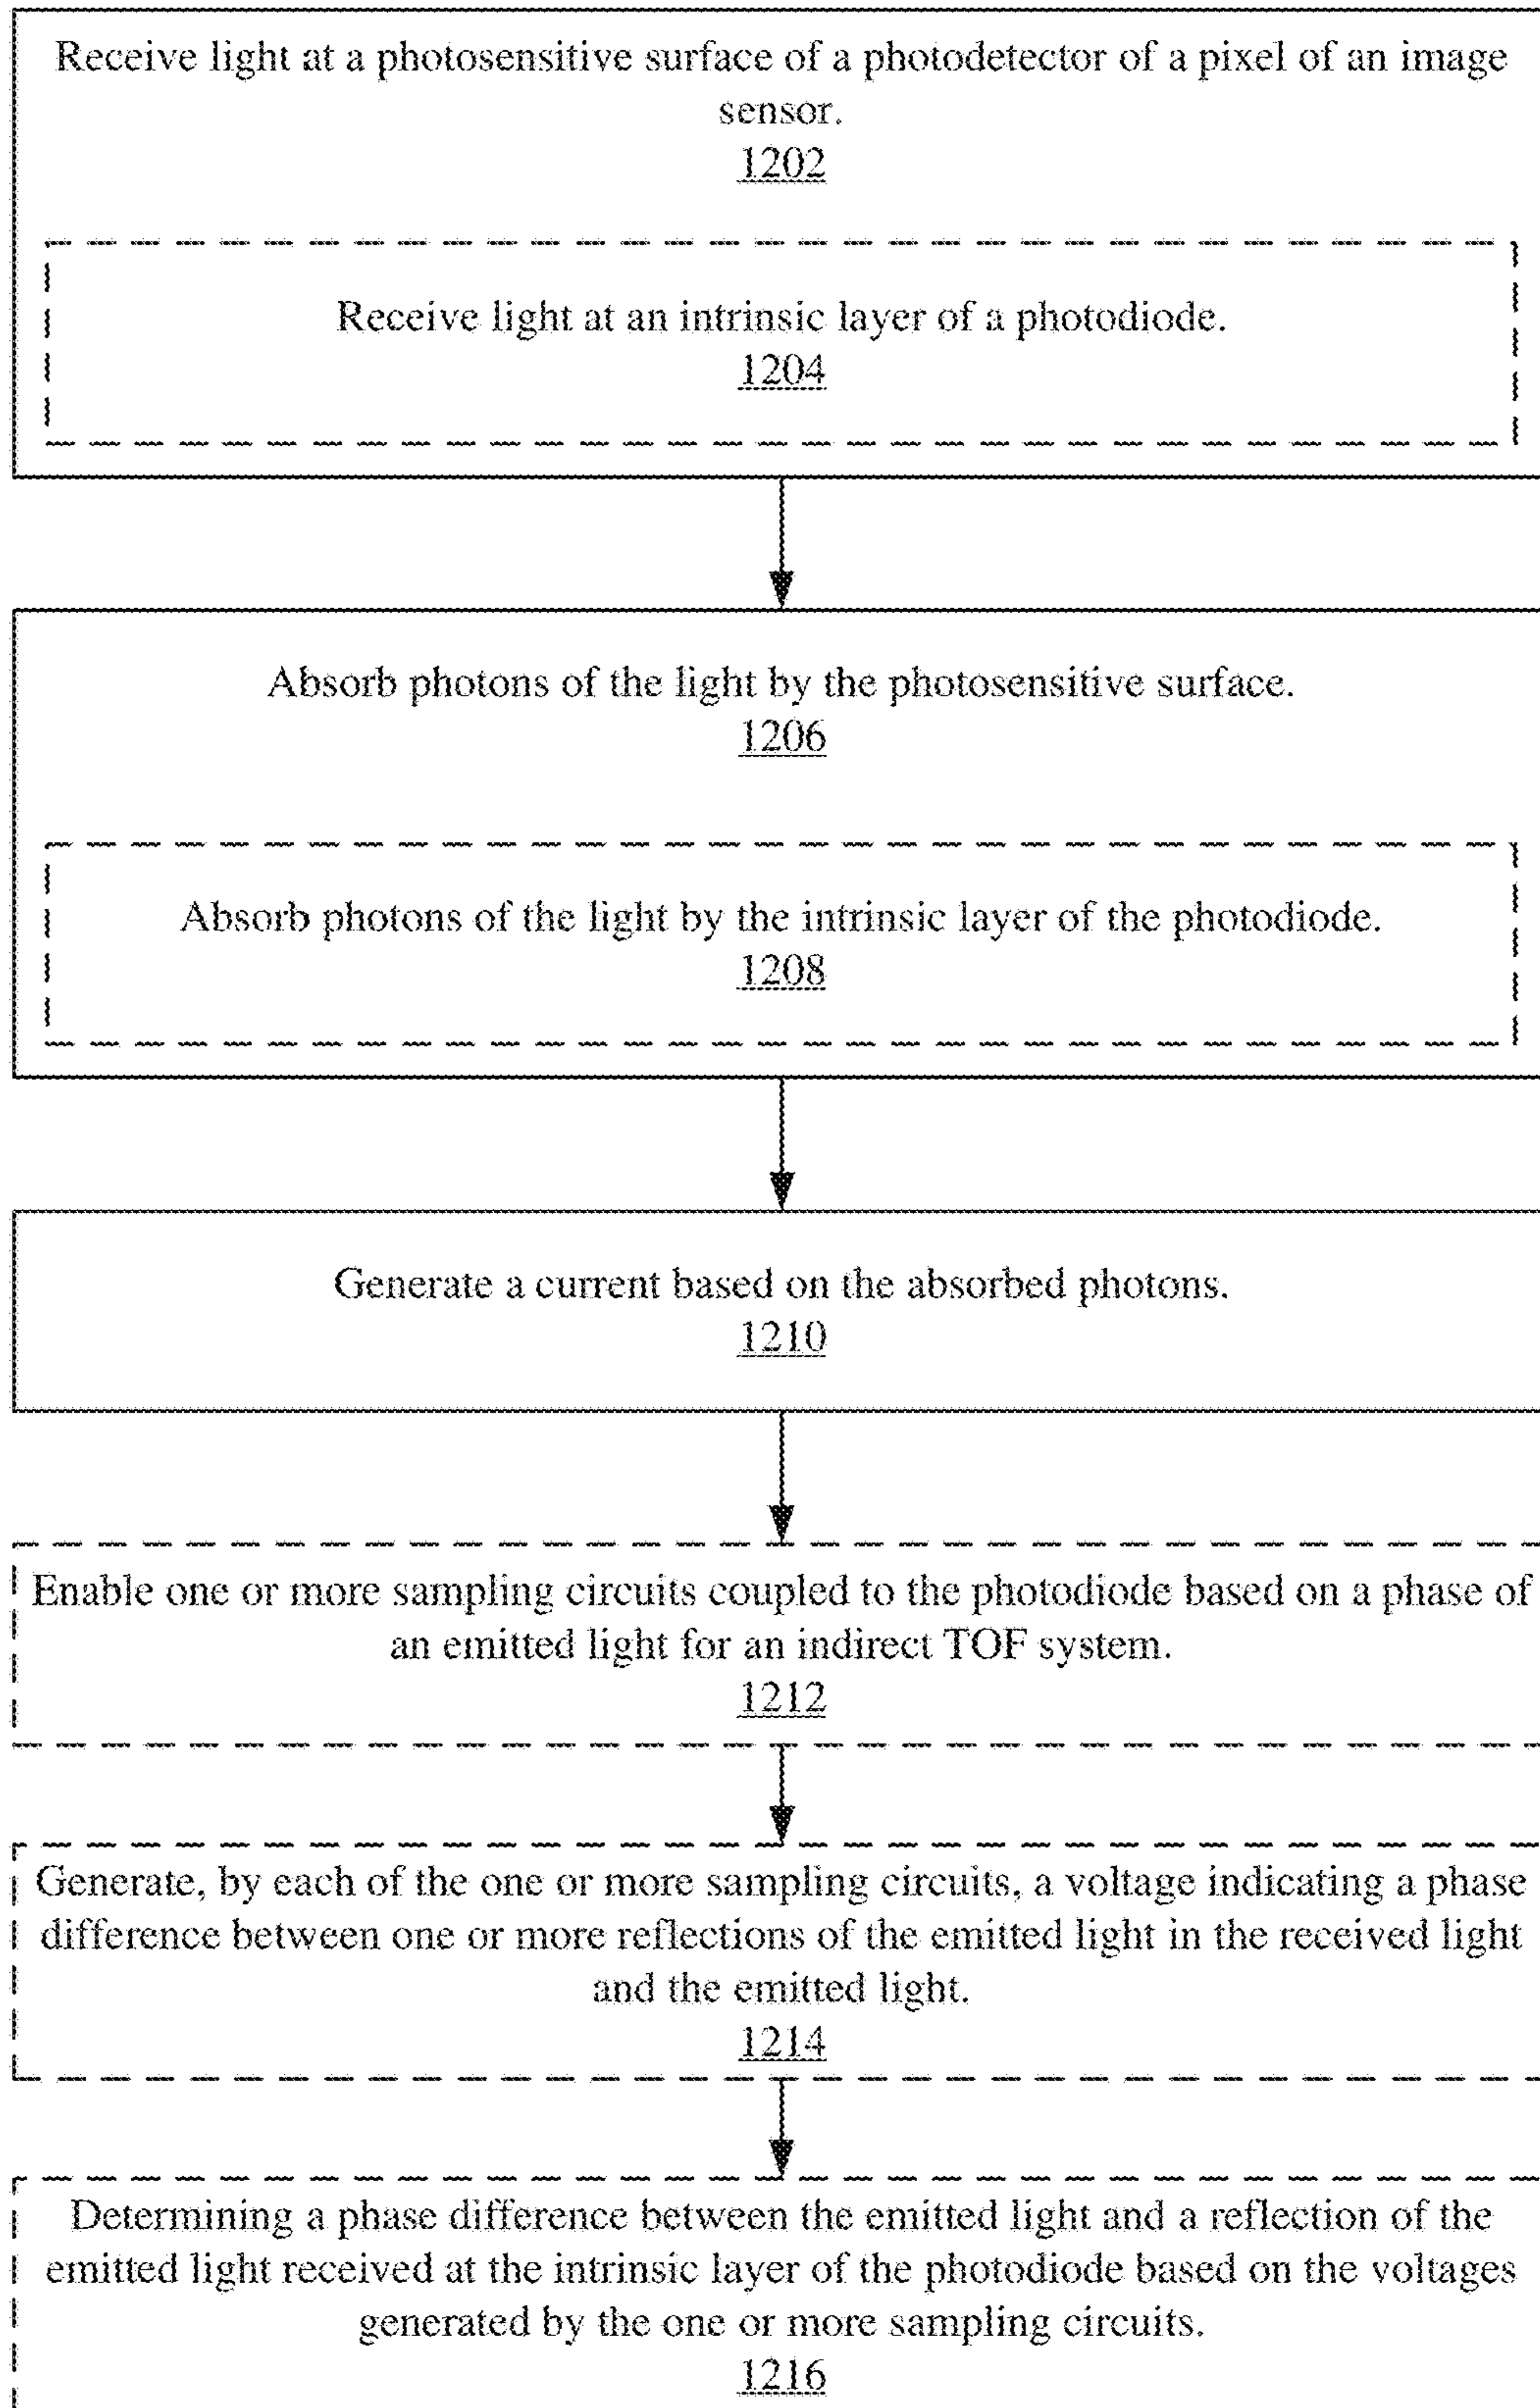 Receive light at a photosensitive surface of a photodetector of a pixel of an image
sensor.
1202
Receive light at an intrinsic layer of a photodiode.
1204
Absorb photons of the light by the photosensitive surface.
1206
Absorb photons of the light by the intrinsic layer of the photodiode.
1208
Generate a current based on the absorbed photons.
1210
Enable one or more sampling circuits coupled to the photodiode based on a phase of
an emitted light for an indirect TOF system.
1212
Generate, by each of the one or more sampling circuits, a voltage indicating a phase
difference between one or more reflections of the emitted light in the received light
and the emitted light.
1214
Determining a phase difference between the emitted light and a reflection of the
emitted light received at the intrinsic layer of the photodiode based on the voltages
generated by the one or more sampling circuits.
1216